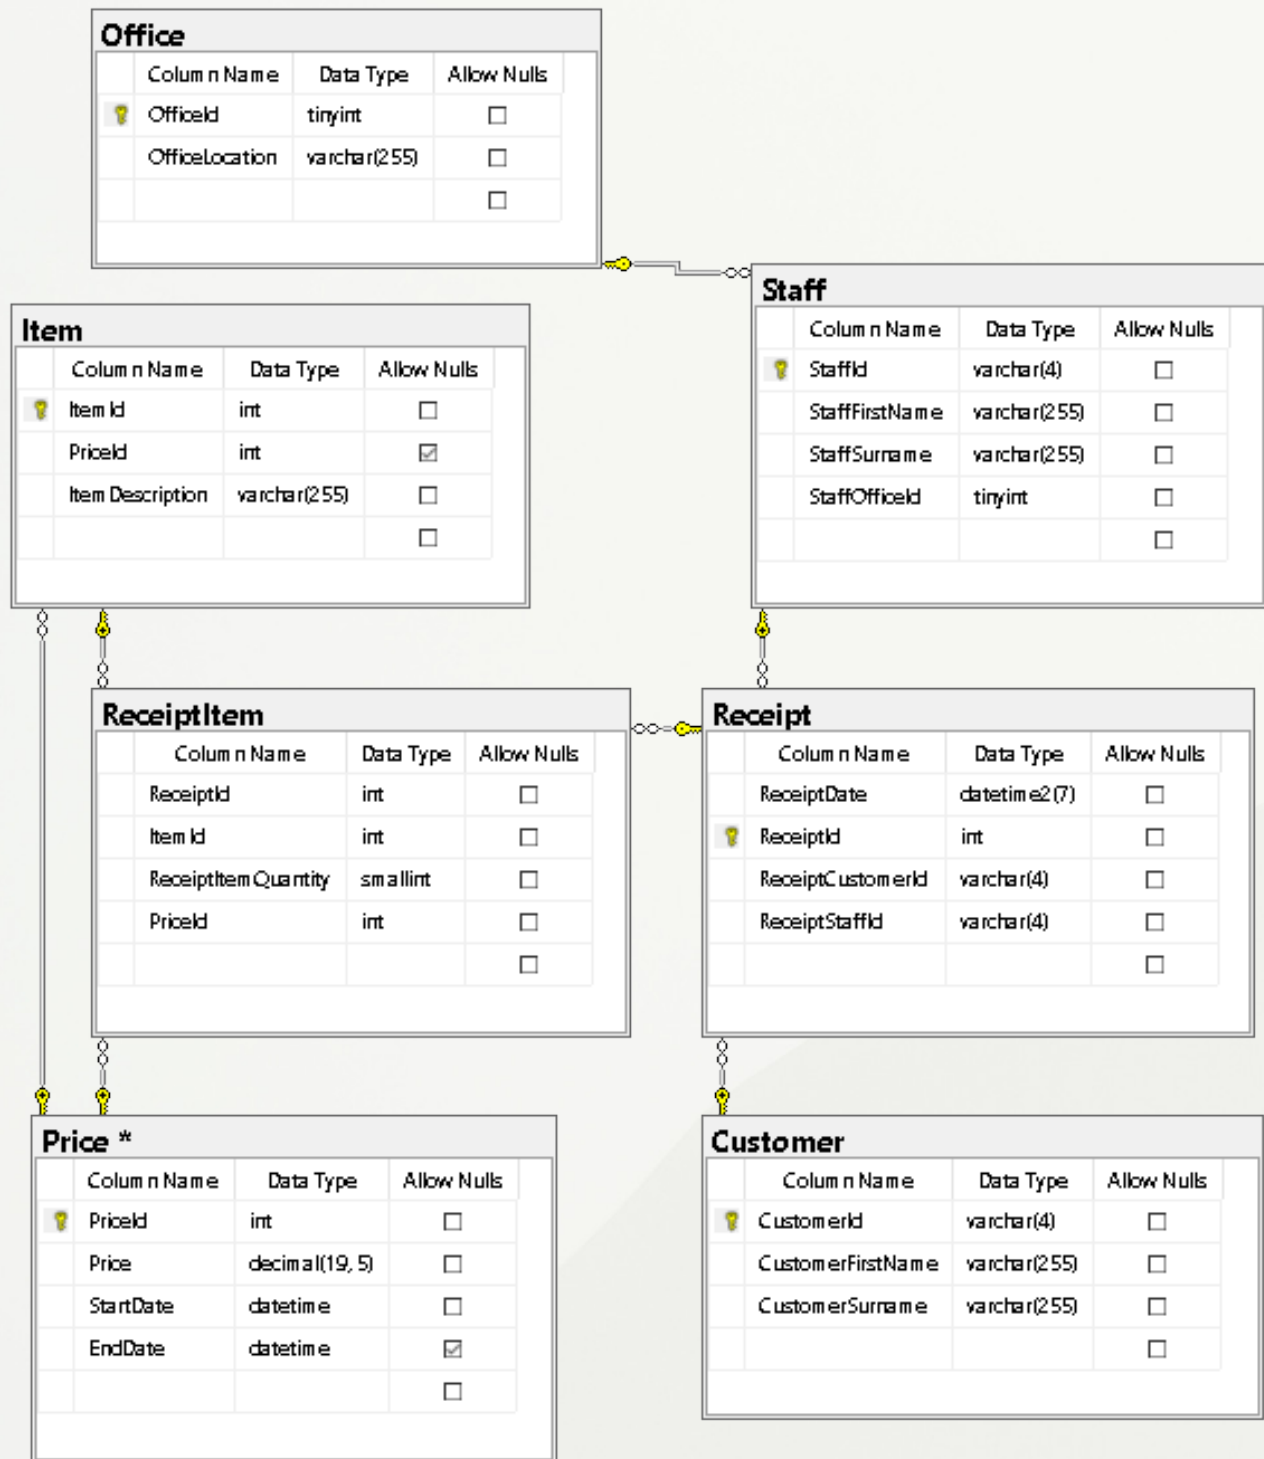 Office
Column Name Data Type Allow Nulls
OfficeId tinyint
OfficeLocation varchar(255)
Staff
Column Name Data Type Allow Nulls
StaffId varchar(4)
StaffFirstName varchar(255)
StaffSurname varchar(255)
StaffOfficeId tinyint
Item
Column Name Data Type Allow Nulls
ItemId int
PriceId int
ItemDescription varchar(255)
ReceiptItem
Column Name Data Type Allow Nulls
ReceiptId int
ItemId int
ReceiptItemQuantity smallint
PriceId int
Receipt
Column Name Data Type Allow Nulls
ReceiptDate datetime2(7)
ReceiptId int
ReceiptCustomerId varchar(4)
ReceiptStaffId varchar(4)
Price *
Column Name Data Type Allow Nulls
PriceId int
Price decimal(19, 5)
StartDate datetime
EndDate datetime
Customer
Column Name Data Type Allow Nulls
CustomerId varchar(4)
CustomerFirstName varchar(255)
CustomerSurname varchar(255)